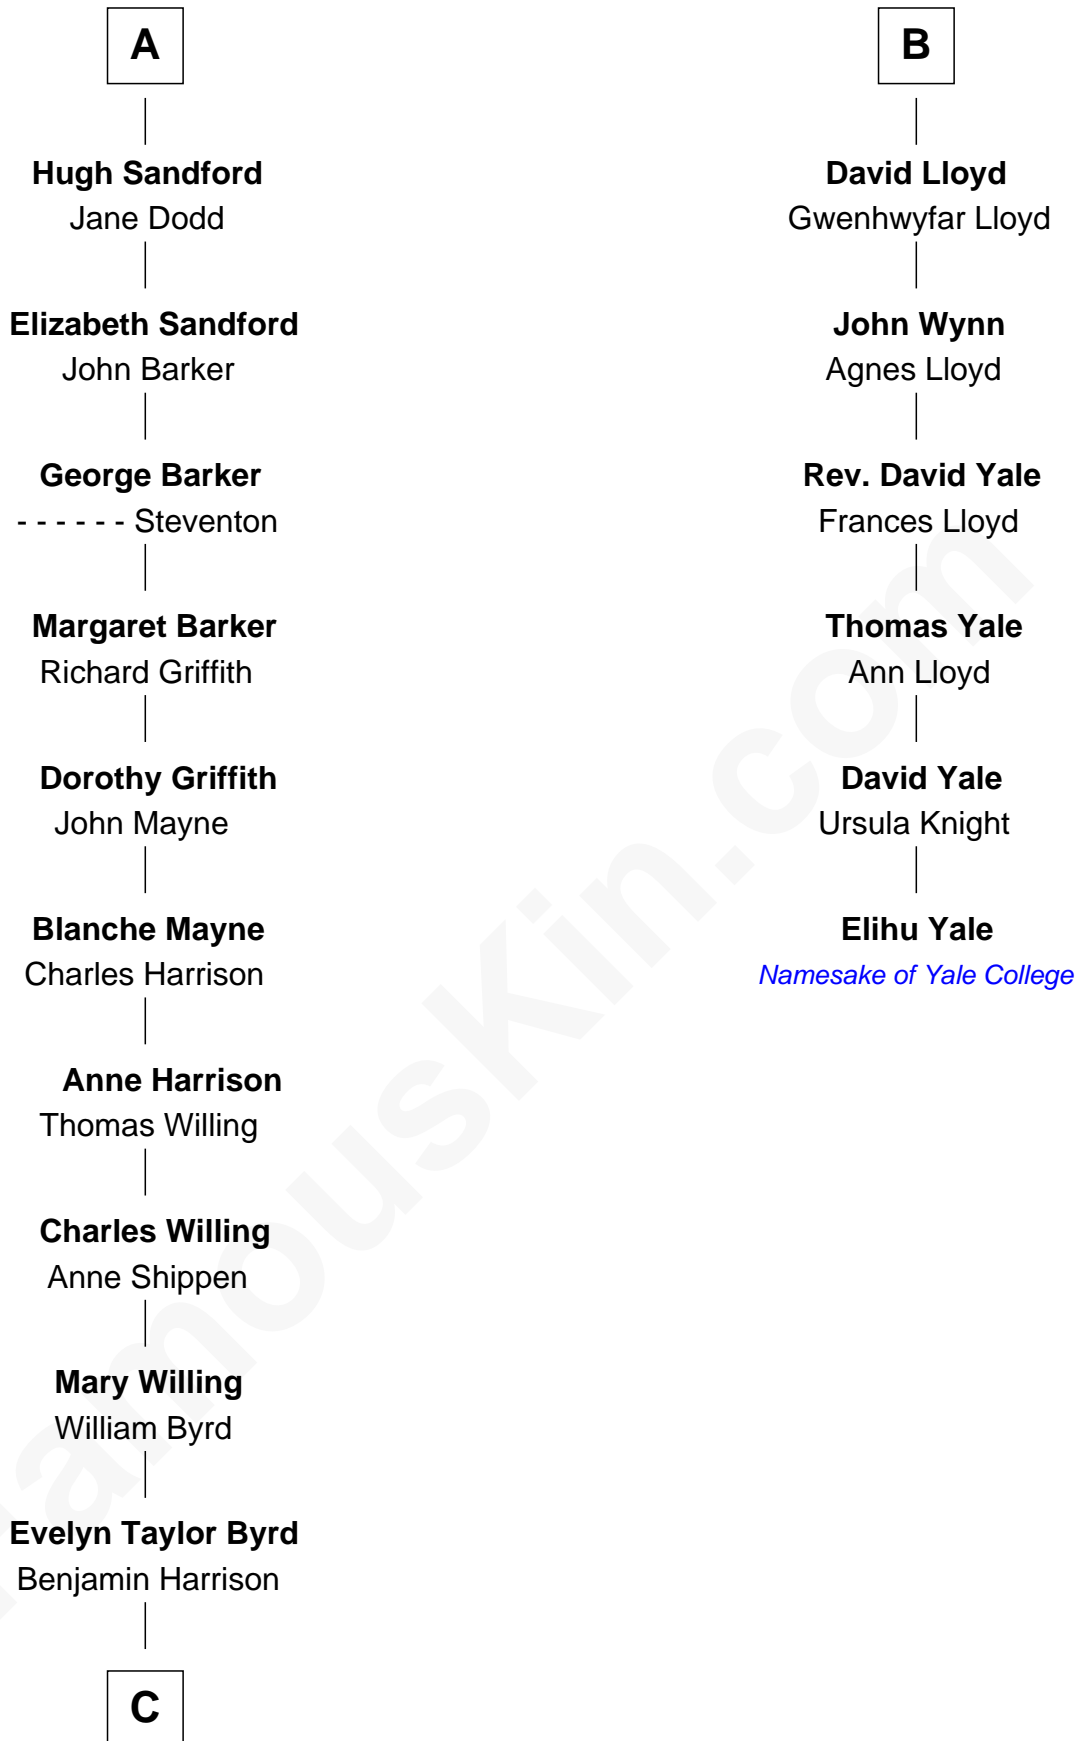 A
Hugh Sandford
Jane Dodd
Elizabeth Sandford
John Barker
George Barker
- - - - - - Steventon
Margaret Barker
Richard Griffith
Dorothy Griffith
John Mayne
Blanche Mayne
Charles Harrison
Anne Harrison
Thomas Willing
Charles Willing
Anne Shippen
Mary Willing
William Byrd
Evelyn Taylor Byrd
Benjamin Harrison
C
B
David Lloyd
Gwenhwyfar Lloyd
John Wynn
Agnes Lloyd
Rev. David Yale
Frances Lloyd
Thomas Yale
Ann Lloyd
David Yale
Ursula Knight
Elihu Yale
Namesake of Yale College
FamousKin.com